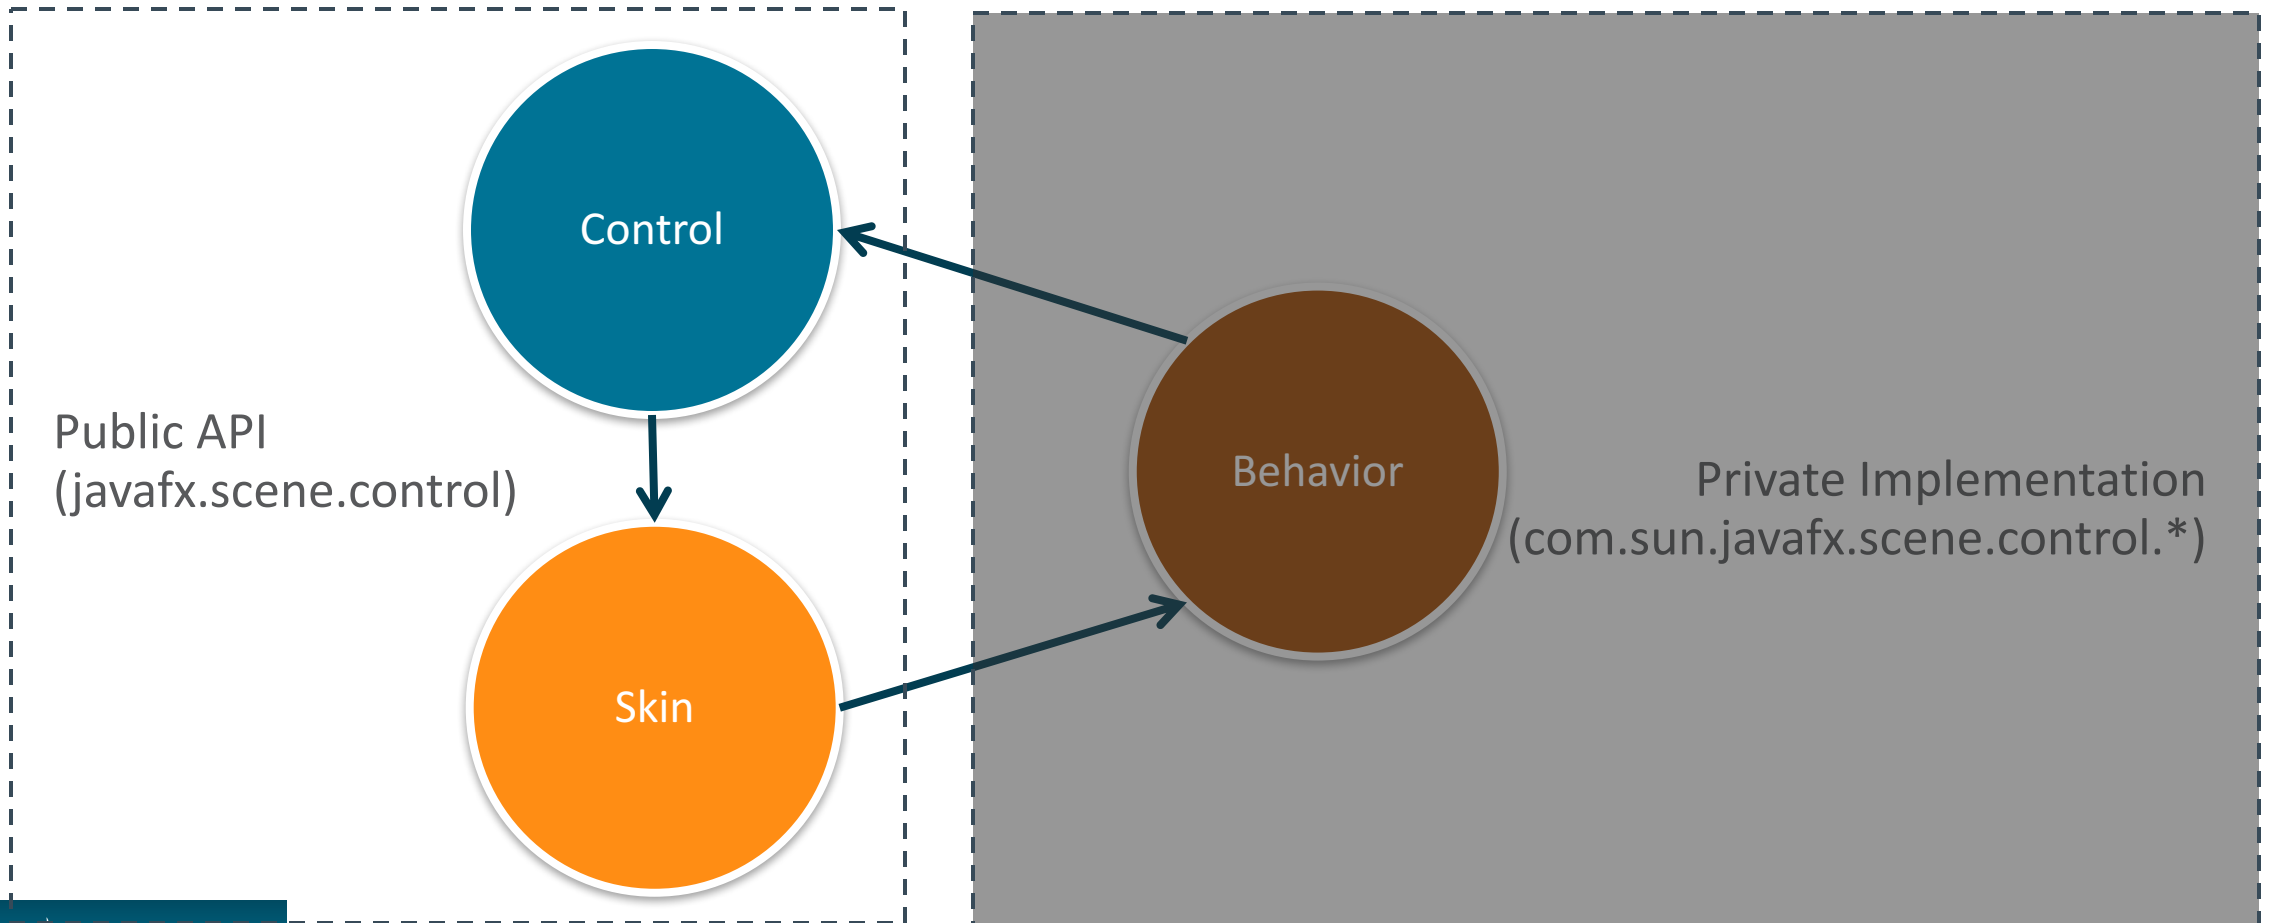 Control
Public API
(javafx.scene.control)
Behavior
Private Implementation
(com.sun.javafx.scene.control.*)
Skin